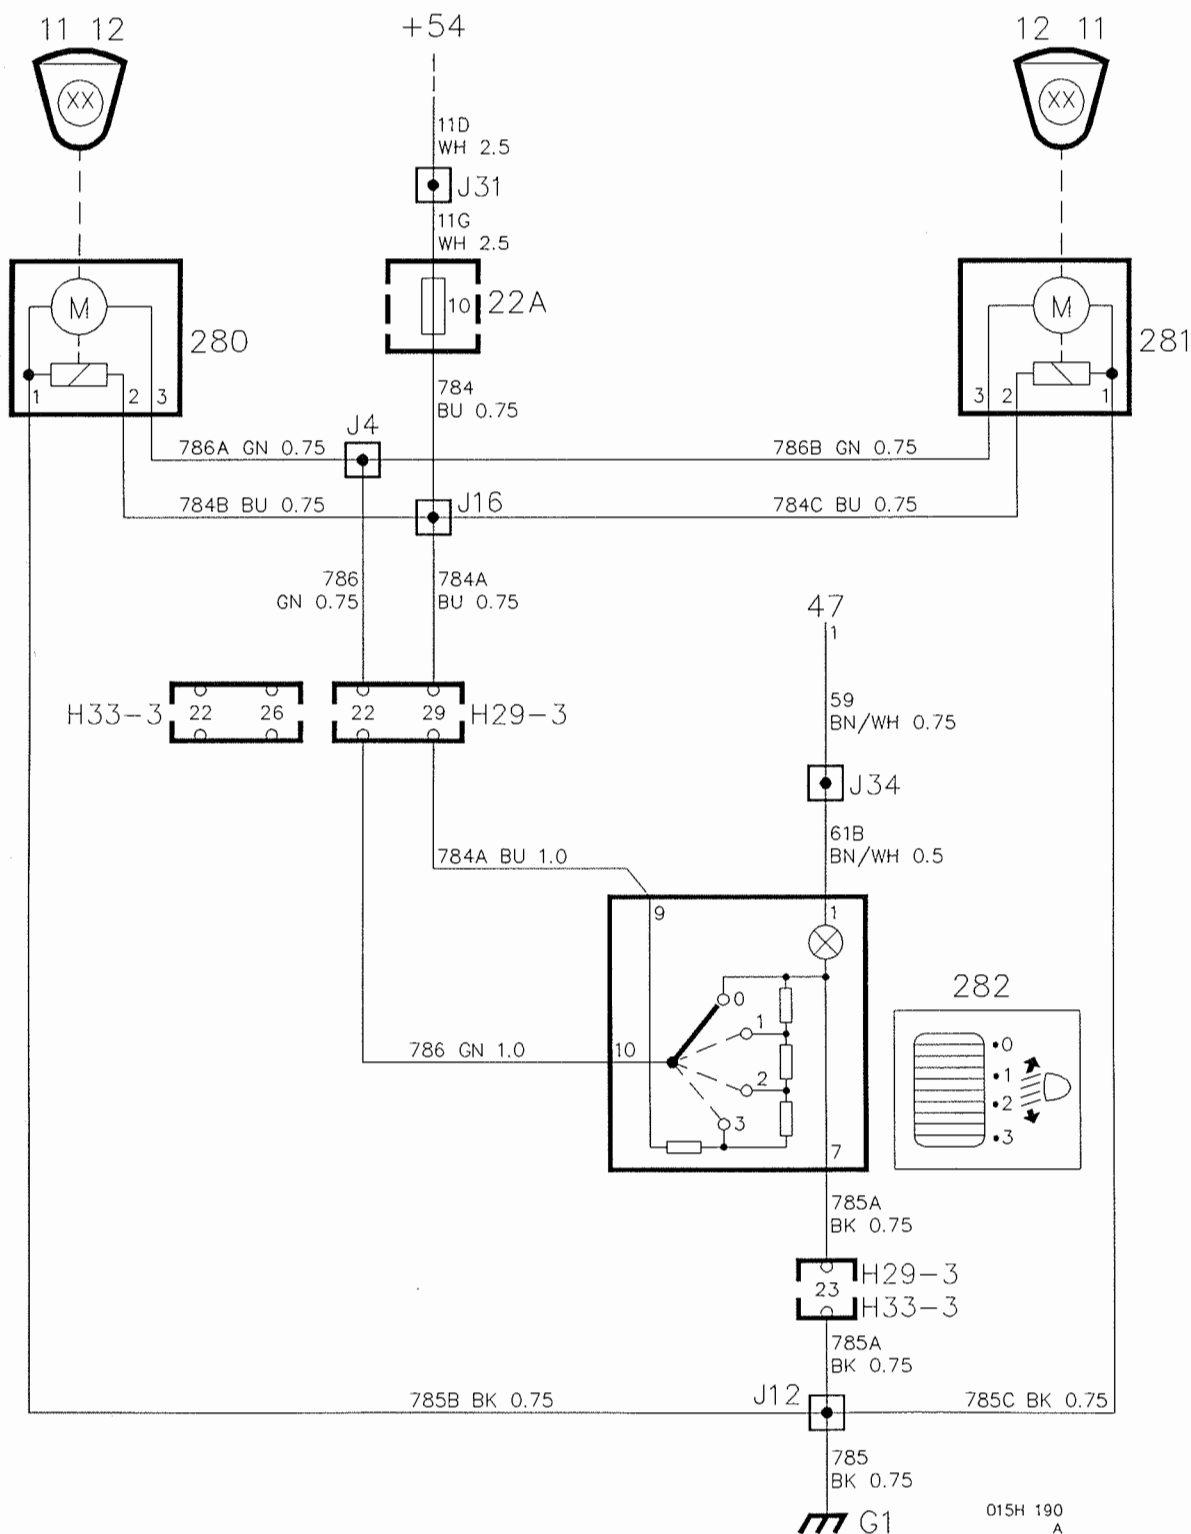 11 12
+54
12 11
XX
XX
11D
WH 2.5
J31
11G
WH 2.5
M
10
22A
M
280
281
1
2
3
3
2
1
784
BU 0.75
J4
786A GN 0.75
786B GN 0.75
J16
784B BU 0.75
784C BU 0.75
786
GN 0.75
784A
BU 0.75
47
1
H33-3
22
26
22
29
H29-3
59
BN/WH 0.75
J34
61B
BN/WH 0.5
784A BU 1.0
9
1
282
0
1
786 GN 1.0
10
2
3
0
1
2
3
7
785A
BK 0.75
H29-3
23
H33-3
785A
BK 0.75
J12
785B BK 0.75
785C BK 0.75
785
BK 0.75
G1
015H 190
A